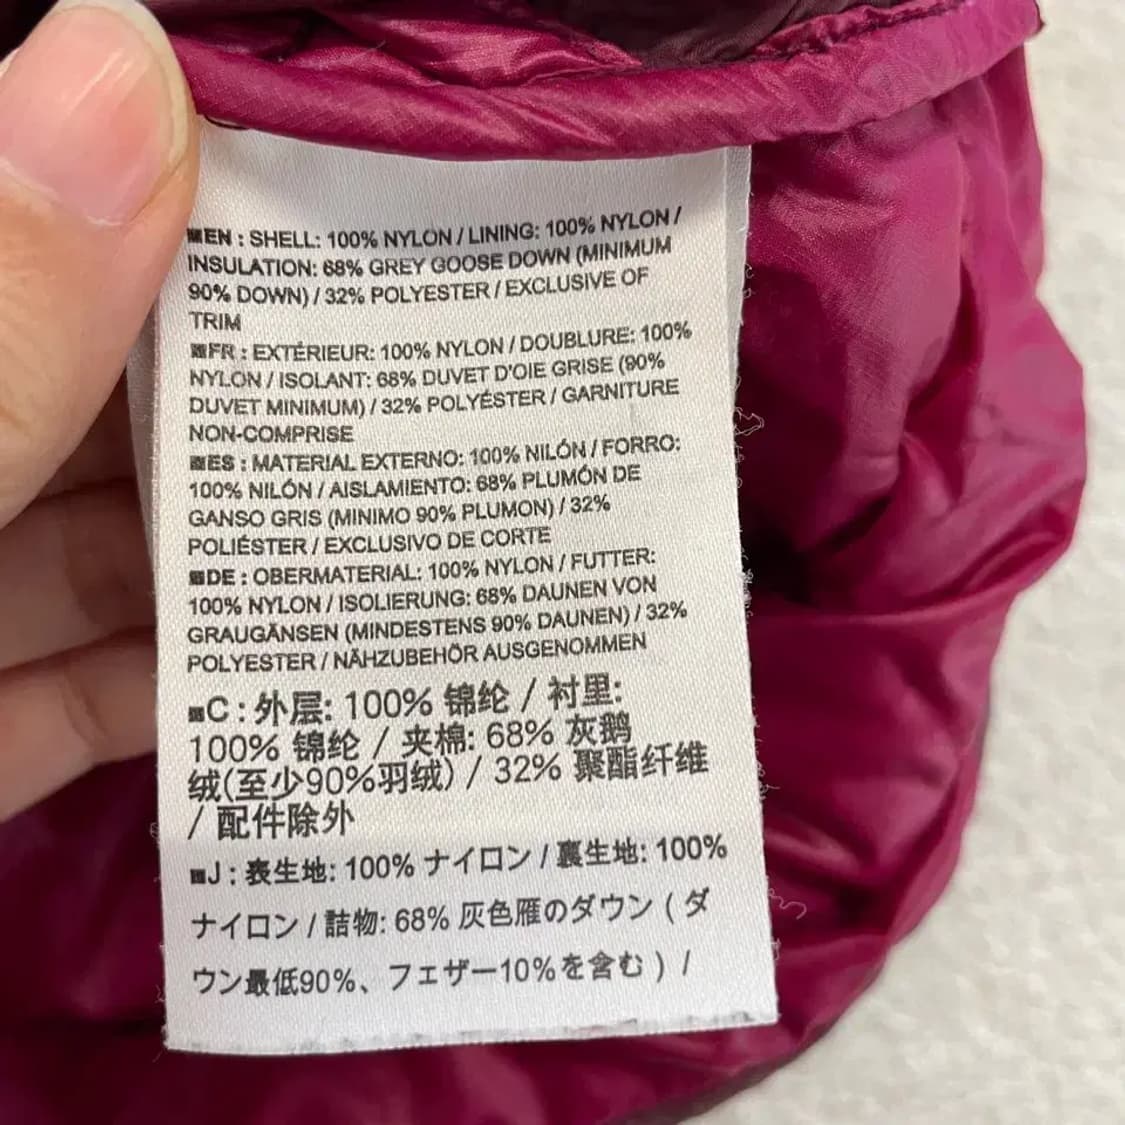 ■EN : SHELL: 100% NYLON / LINING: 100% NYLON /
INSULATION: 68% GREY GOOSE DOWN (MINIMUM
90% DOWN) / 32% POLYESTER / EXCLUSIVE OF
TRIM
■FR : EXTÉRIEUR: 100% NYLON / DOUBLURE: 100%
NYLON / ISOLANT: 68% DUVET D'OIE GRISE (90%
DUVET MINIMUM) / 32% POLYÉSTER / GARNITURE
NON-COMPRISE
■ES : MATERIAL EXTERNO: 100% NILÓN / FORRO:
100% NILÓN / AISLAMIENTO: 68% PLUMÓN DE
GANSO GRIS (MINIMO 90% PLUMON) / 32%
POLIÉSTER / EXCLUSIVO DE CORTE
■DE : OBERMATERIAL: 100% NYLON / FUTTER:
100% NYLON / ISOLIERUNG: 68% DAUNEN VON
GRAUGÄNSEN (MINDESTENS 90% DAUNEN) / 32%
POLYESTER / NÄHZUBEHÖR AUSGENOMMEN
■C : 外层: 100% 锦纶 / 衬里:
100% 锦纶 / 夹棉: 68% 灰鹅
绒(至少90%羽绒) / 32% 聚酯纤维
/ 配件除外
■J : 表生地: 100% ナイロン / 裏生地: 100%
ナイロン / 詰物: 68% 灰色雁のダウン ( ダ
ウン最低90%、フェザー10%を含む ) /